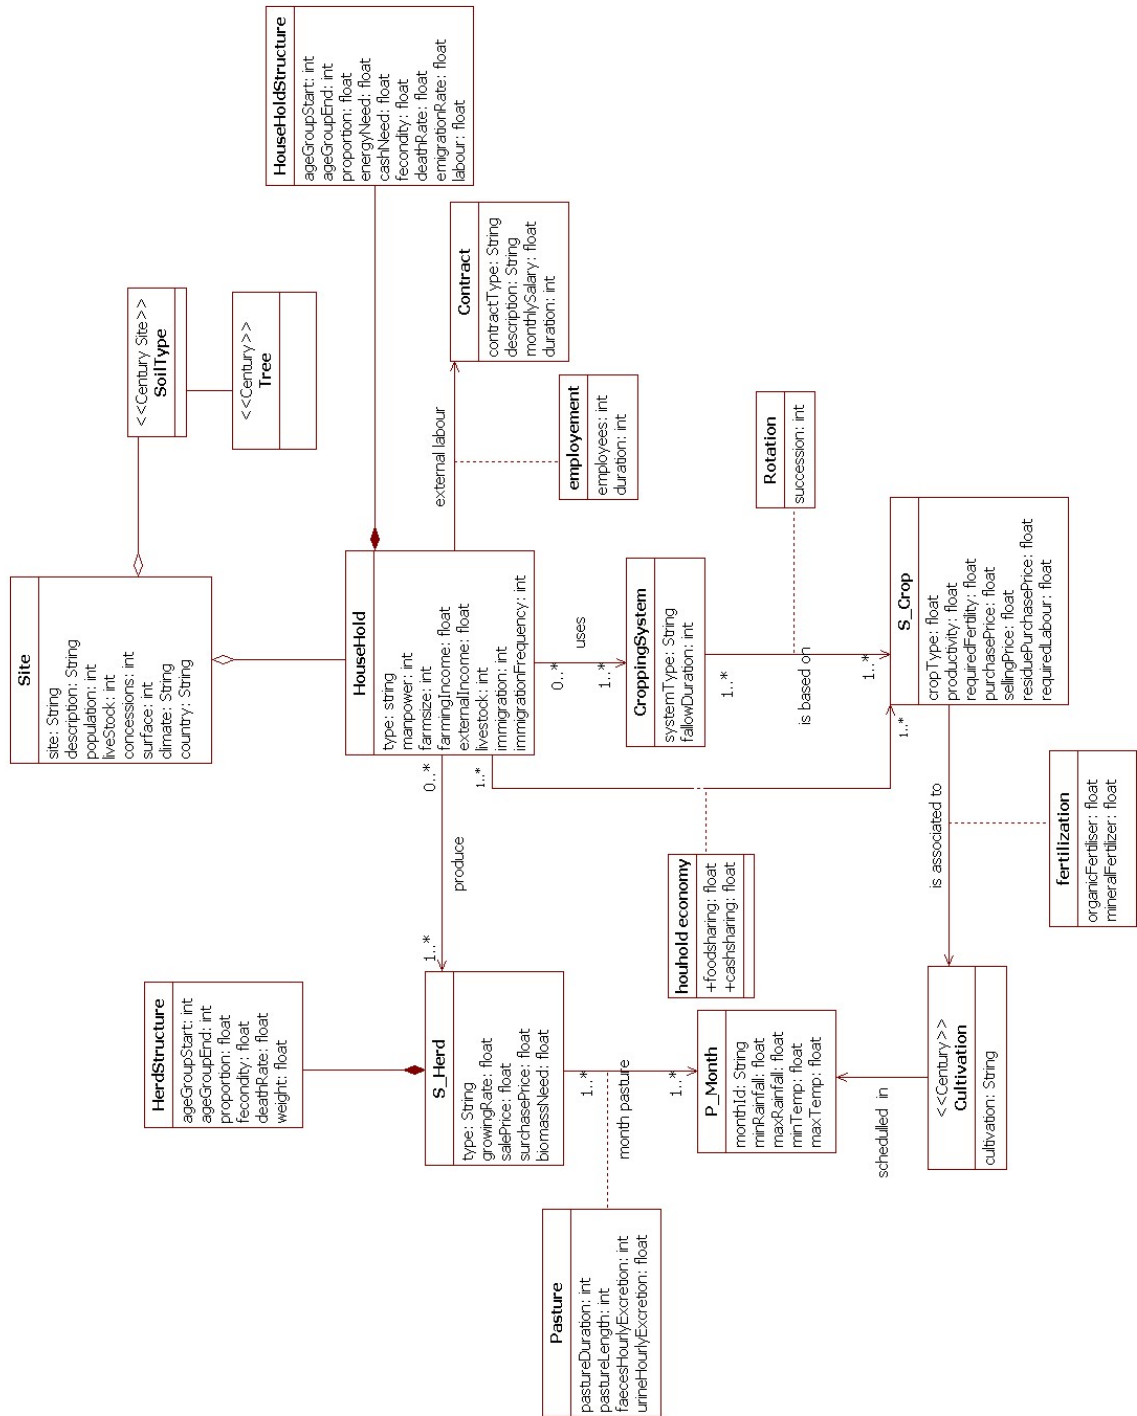 Site
site: String
description: String
population: int
liveStock: int
concessions: int
surface: int
climate: String
country: String
<<Century Site>>
SoilType
<<Century>>
Tree
HouseHoldStructure
ageGroupStart: int
ageGroupEnd: int
proportion: float
energyNeed: float
cashNeed: float
fecondity: float
deathRate: float
emigrationRate: float
labour: float
HerdStructure
ageGroupStart: int
ageGroupEnd: int
proportion: float
fecondity: float
deathRate: float
weight: float
HouseHold
type: string
manpower: int
farmsize: int
farmingIncome: float
externalIncome: float
livestock: int
immigration: int
immigrationFrequency: int
external labour
Contract
contractType: String
description: String
monthlySalary: float
duration: int
employement
employees: int
duration: int
0..*
produce
1..*
S_Herd
type: String
growingRate: float
salePrice: float
surchasePrice: float
biomassNeed: float
1..*
0..*
uses
1..*
CroppingSystem
systemType: String
fallowDuration: int
1..*
is based on
1..*
Rotation
succession: int
Pasture
pastureDuration: int
pastureLength: int
faecesHourlyExcretion: int
urineHourlyExcretion: float
1..*
month pasture
1..*
P_Month
monthId: String
minRainfall: float
maxRainfall: float
minTemp: float
maxTemp: float
houhold economy
+foodsharing: float
+cashsharing: float
1..*
S_Crop
cropType: float
productivity: float
requiredFertility: float
purchasePrice: float
sellingPrice: float
residuePurchasePrice: float
requiredLabour: float
schedulled in
<<Century>>
Cultivation
cultivation: String
is associated to
fertilization
organicFertiliser: float
mineralFertilizer: float